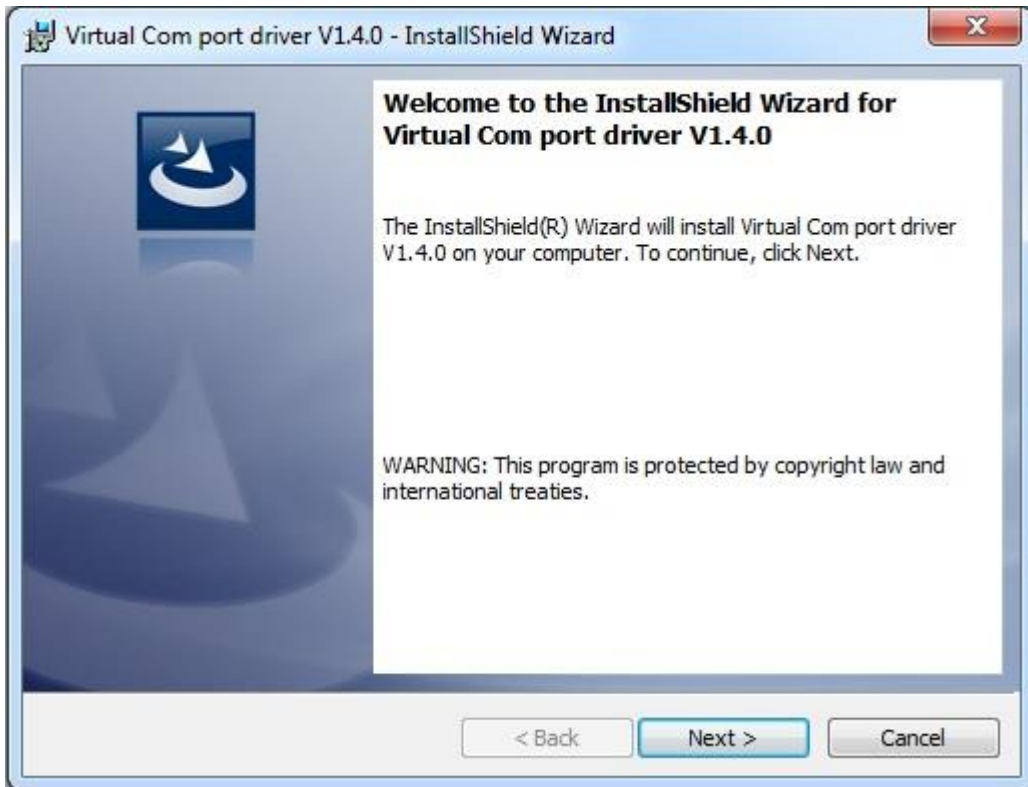 Virtual Com port driver V1.4.0 - InstallShield Wizard
Welcome to the InstallShield Wizard for
Virtual Com port driver V1.4.0
The InstallShield(R) Wizard will install Virtual Com port driver
V1.4.0 on your computer. To continue, click Next.
WARNING: This program is protected by copyright law and
international treaties.
< Back
Next >
Cancel